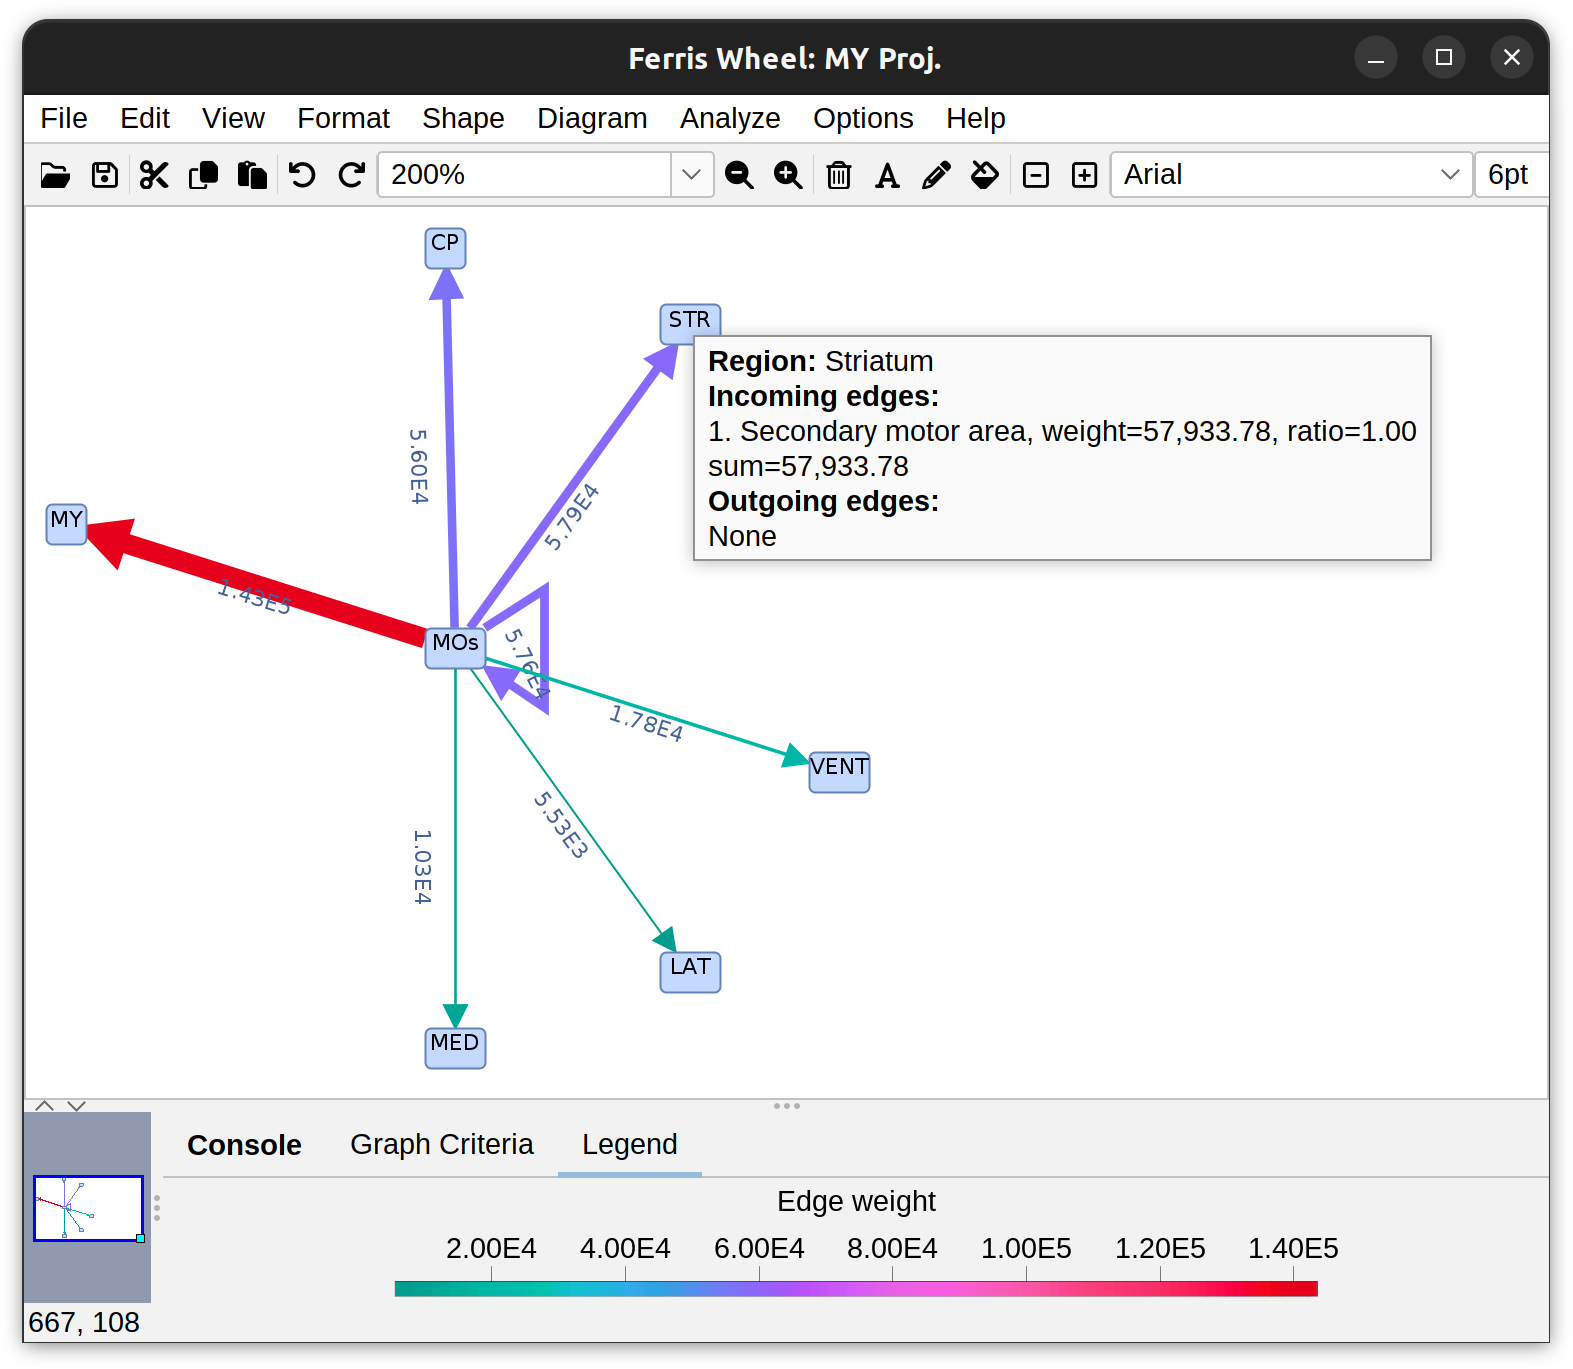 Ferris Wheel: MY Proj.
File Edit View Format Shape Diagram Analyze Options Help
200% Arial 6pt
CP
STR
Region: Striatum
Incoming edges:
1. Secondary motor area, weight=57,933.78, ratio=1.00
sum=57,933.78
Outgoing edges:
None
5.60E4
5.79E4
MY
1.43E5
MOs
5.76E4
1.78E4
VENT
5.53E3
1.03E4
LAT
MED
Console Graph Criteria Legend
Edge weight
2.00E4 4.00E4 6.00E4 8.00E4 1.00E5 1.20E5 1.40E5
667, 108